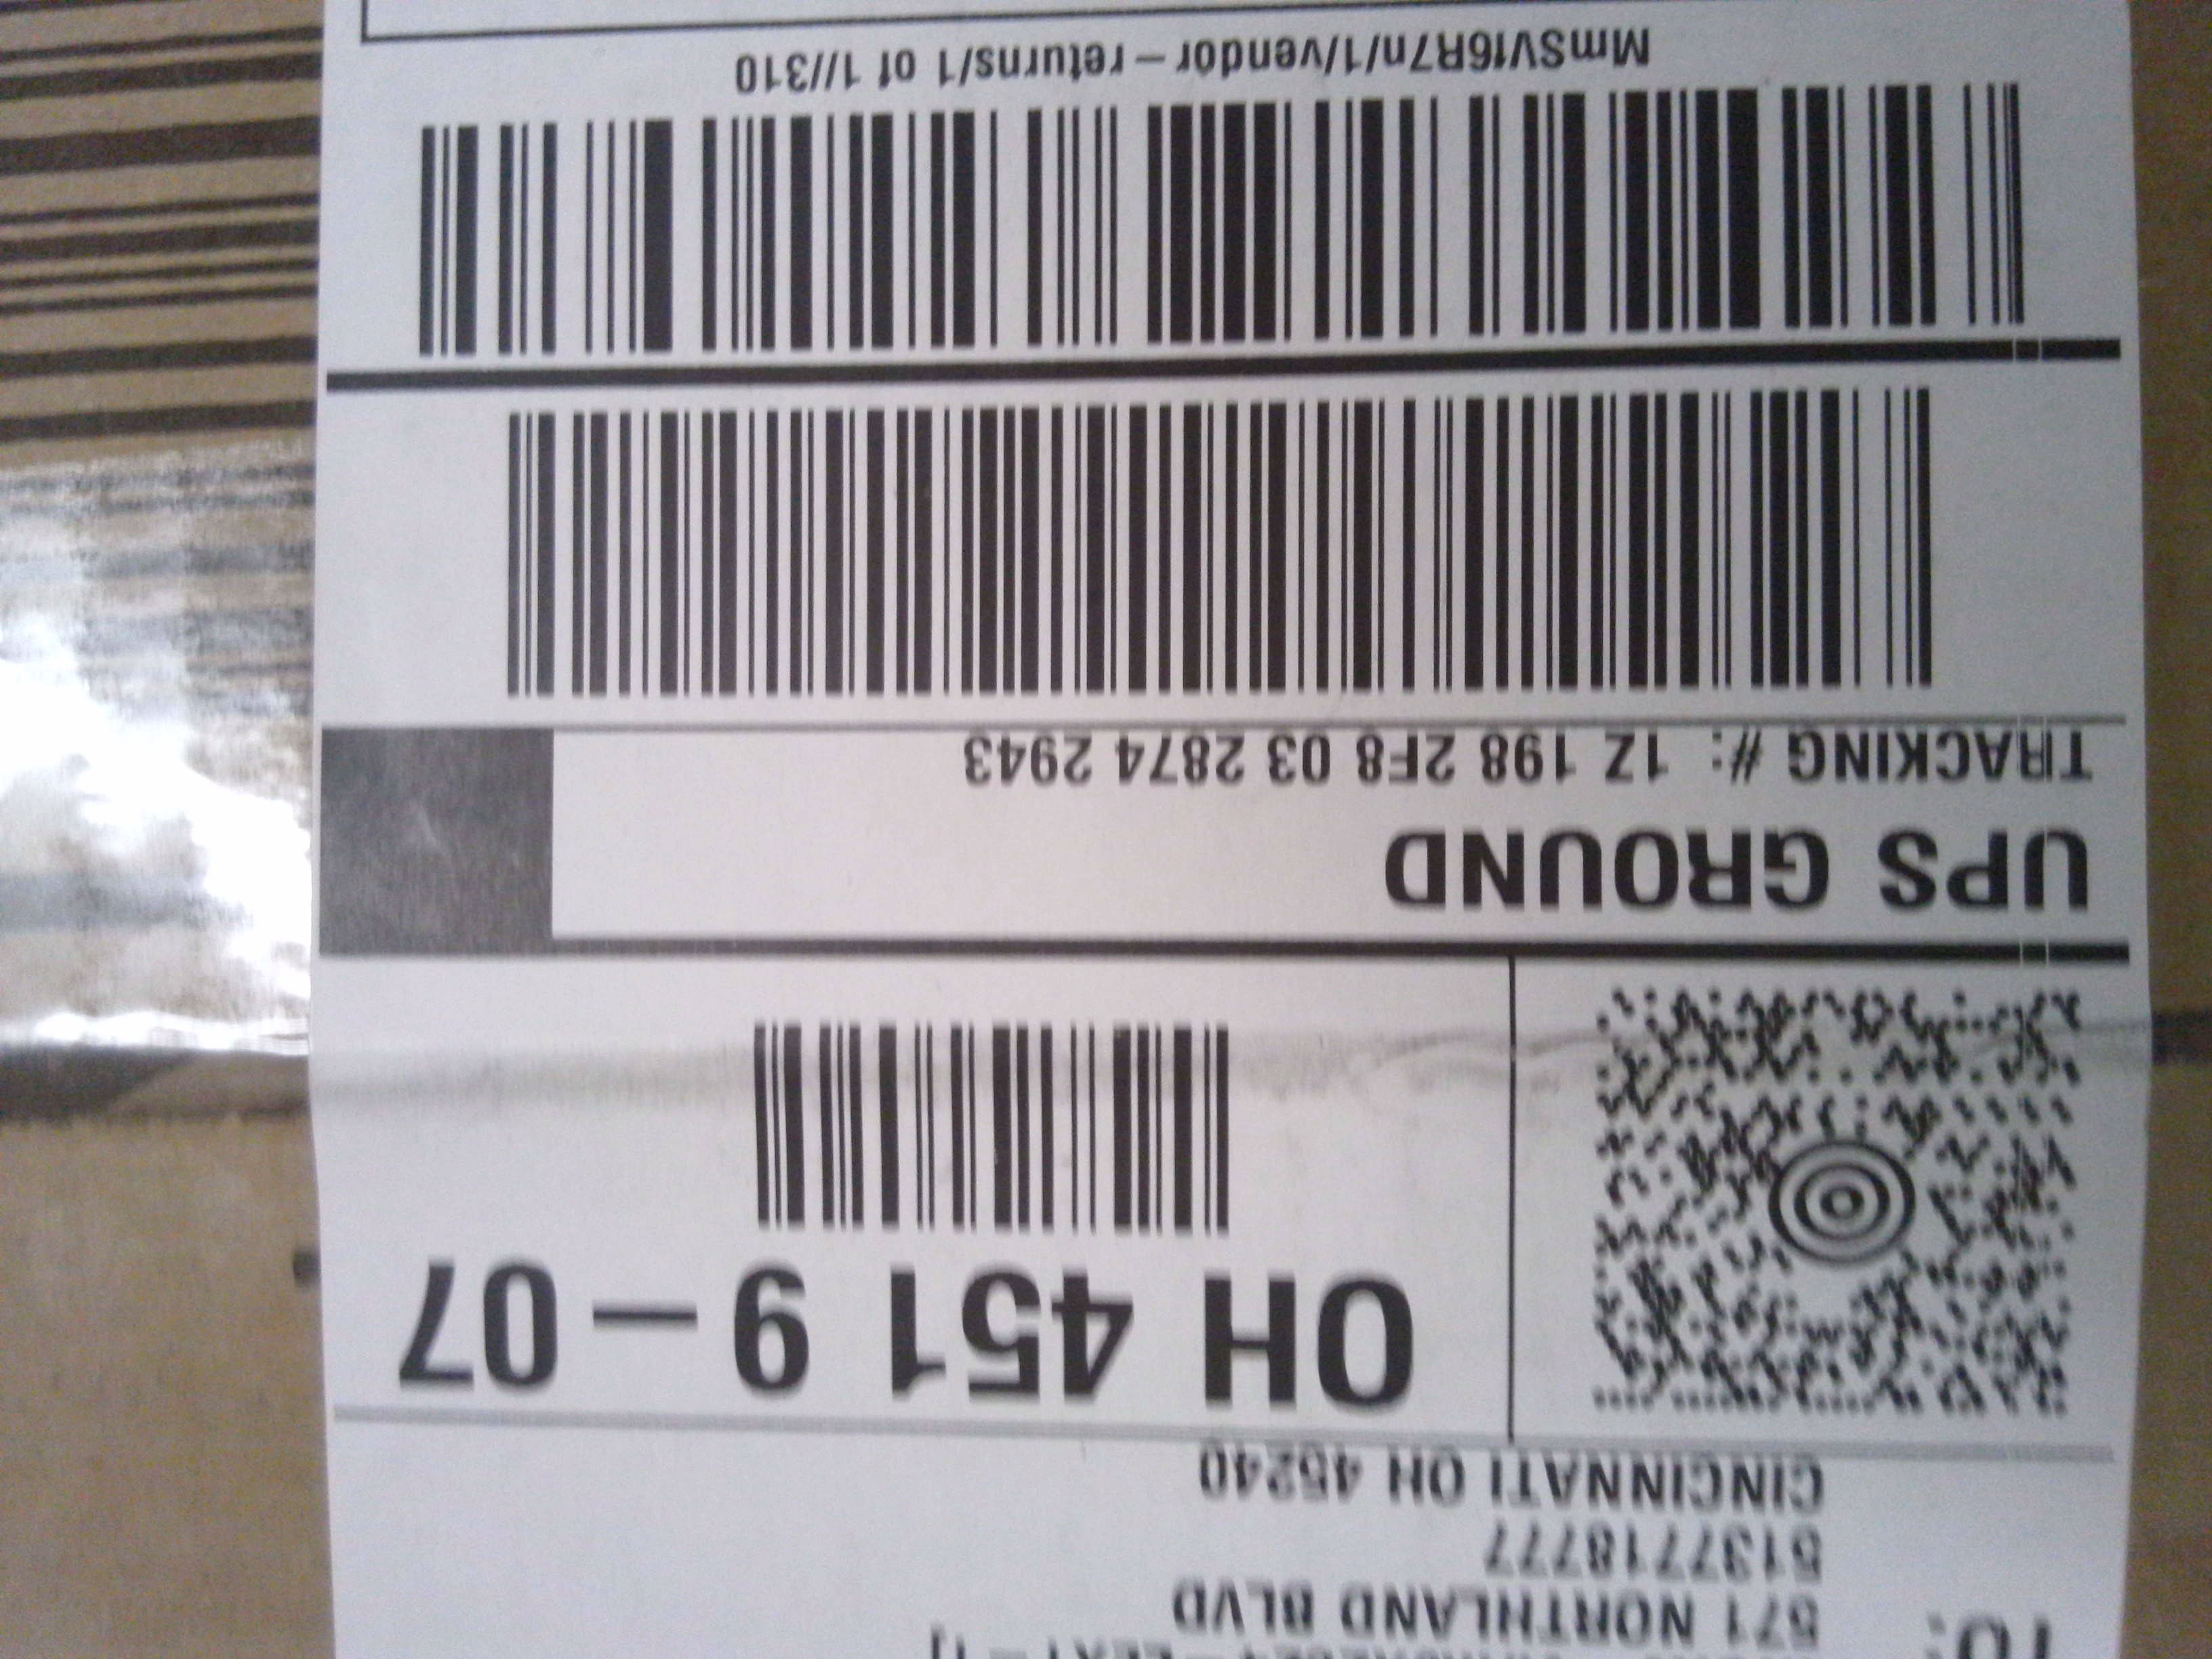 TO:
571 NORTHLAND BLVD
5137718777
CINCINNATI OH 45240
OH 451 9-07
UPS GROUND
TRACKING #: 1Z 198 2F8 03 2874 2943
MmSV16R7n/1/vendor-returns/1 of 1//310